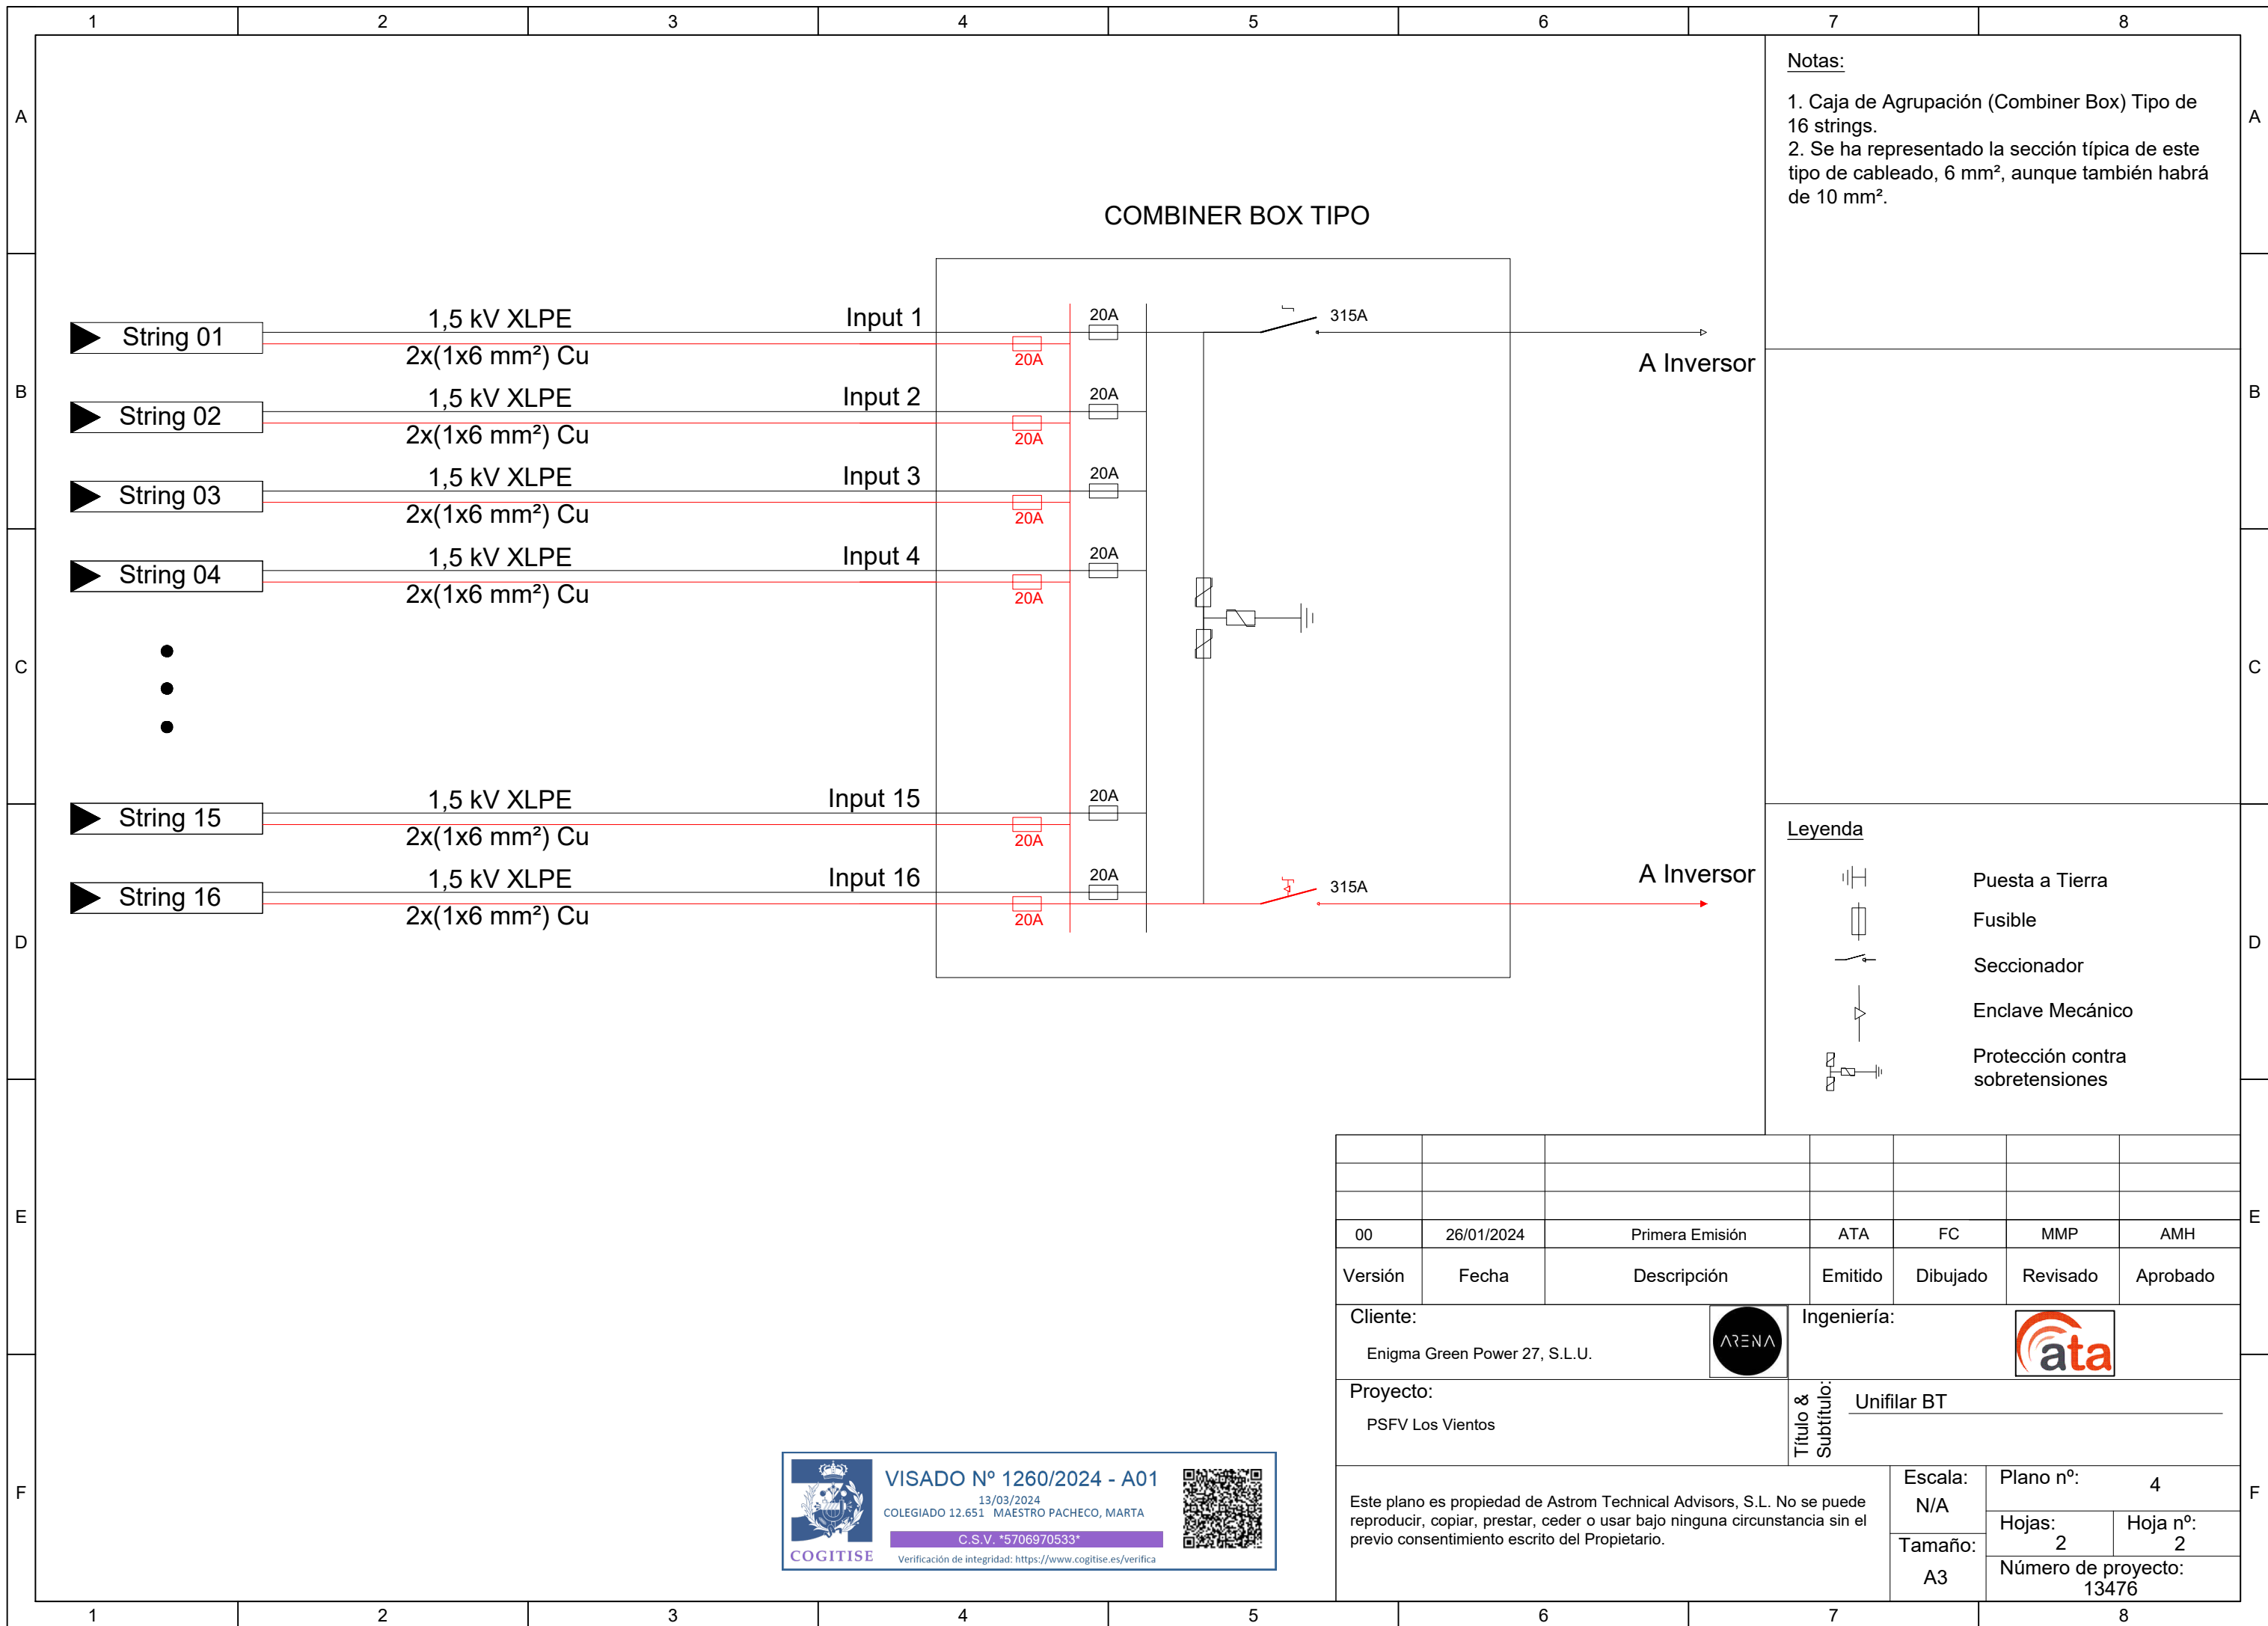 1 2 3 4 5 6 7 8
A A
B B
C C
D D
E E
F F
COMBINER BOX TIPO
String 01
1,5 kV XLPE
2x(1x6 mm²) Cu
Input 1
20A
20A
315A
A Inversor
String 02
1,5 kV XLPE
2x(1x6 mm²) Cu
Input 2
20A
20A
String 03
1,5 kV XLPE
2x(1x6 mm²) Cu
Input 3
20A
20A
String 04
1,5 kV XLPE
2x(1x6 mm²) Cu
Input 4
20A
20A
String 15
1,5 kV XLPE
2x(1x6 mm²) Cu
Input 15
20A
20A
String 16
1,5 kV XLPE
2x(1x6 mm²) Cu
Input 16
20A
20A
315A
A Inversor
Notas:
1. Caja de Agrupación (Combiner Box) Tipo de
16 strings.
2. Se ha representado la sección típica de este
tipo de cableado, 6 mm², aunque también habrá
de 10 mm².
Leyenda
Puesta a Tierra
Fusible
Seccionador
Enclave Mecánico
Protección contra
sobretensiones
00 26/01/2024 Primera Emisión ATA FC MMP AMH
Versión Fecha Descripción Emitido Dibujado Revisado Aprobado
Cliente:
Enigma Green Power 27, S.L.U.
ARENA
Ingeniería:
ata
Proyecto:
PSFV Los Vientos
Título &
Subtítulo:
Unifilar BT
Este plano es propiedad de Astrom Technical Advisors, S.L. No se puede
reproducir, copiar, prestar, ceder o usar bajo ninguna circunstancia sin el
previo consentimiento escrito del Propietario.
Escala:
N/A
Tamaño:
A3
Plano nº:
4
Hojas:
2
Hoja nº:
2
Número de proyecto:
13476
COGITISE
VISADO Nº 1260/2024 - A01
13/03/2024
COLEGIADO 12.651 MAESTRO PACHECO, MARTA
C.S.V. *5706970533*
Verificación de integridad: https://www.cogitise.es/verifica
1 2 3 4 5 6 7 8